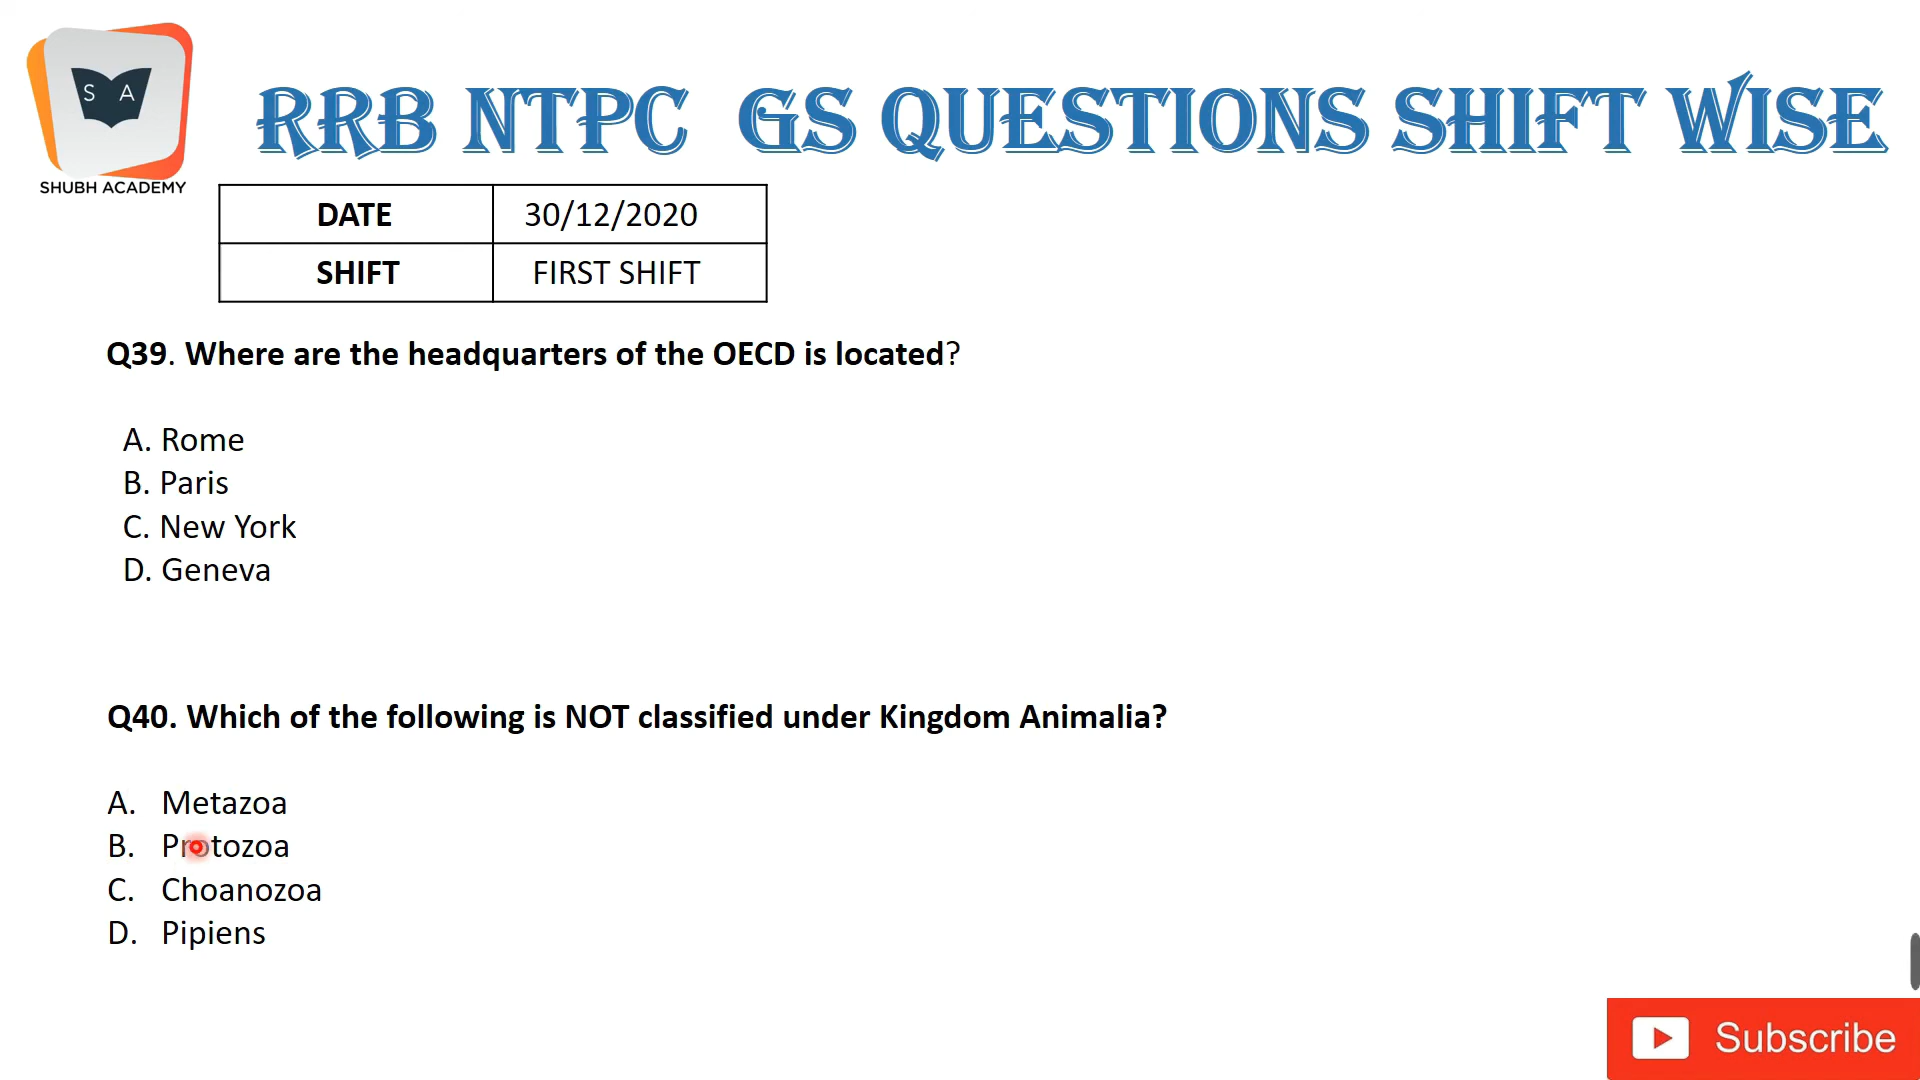 S A
SHUBH ACADEMY
RRB NTPC GS QUESTIONS SHIFT WISE
DATE 30/12/2020
SHIFT FIRST SHIFT
Q39. Where are the headquarters of the OECD is located?
A. Rome
B. Paris
C. New York
D. Geneva
Q40. Which of the following is NOT classified under Kingdom Animalia?
A. Metazoa
B. Protozoa
C. Choanozoa
D. Pipiens
Subscribe